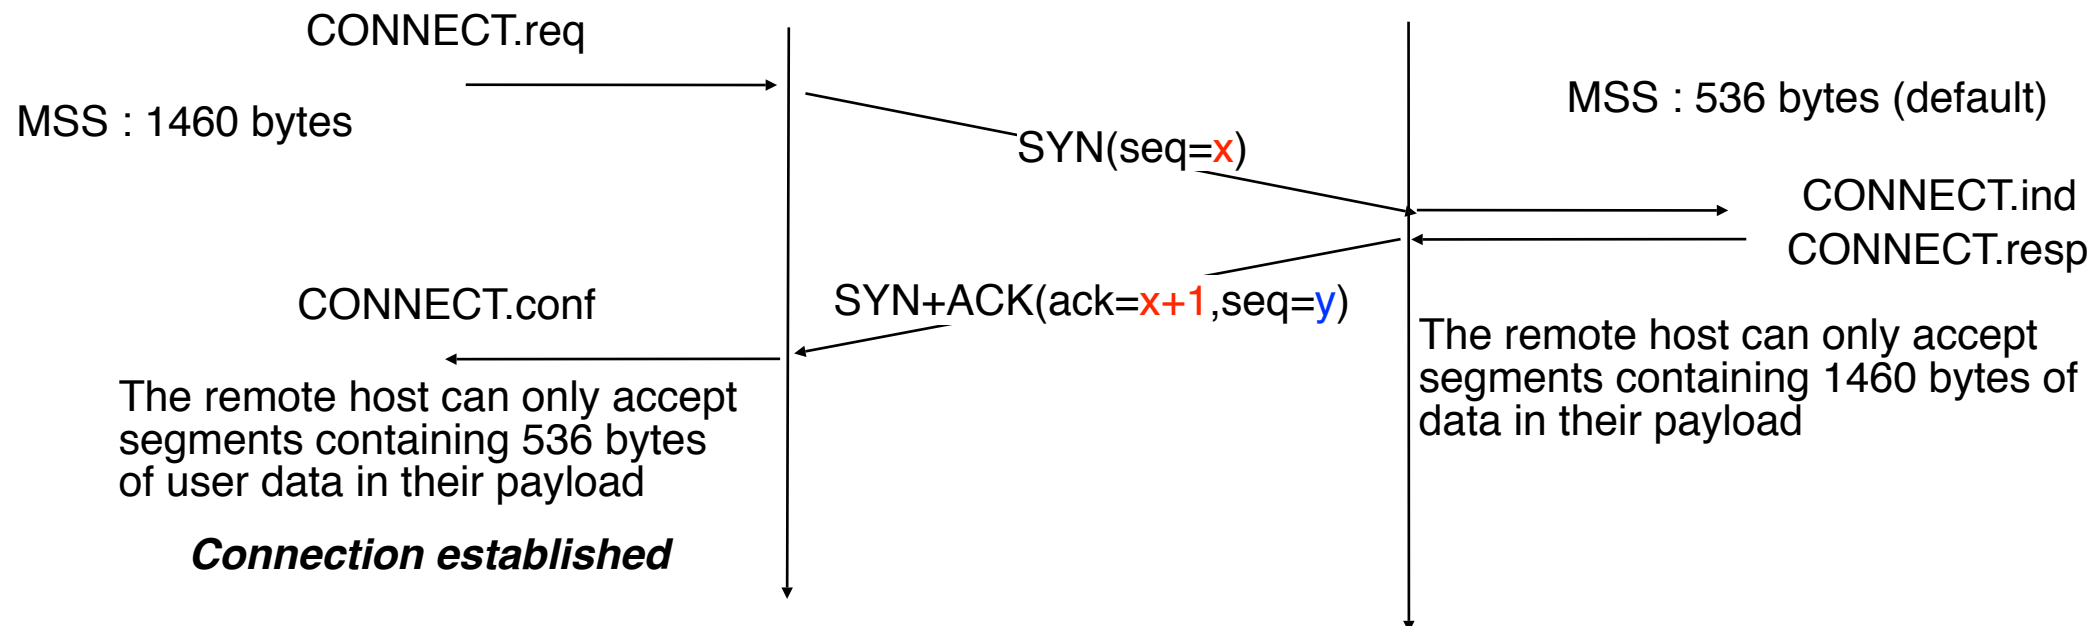 CONNECT.req
MSS : 1460 bytes
MSS : 536 bytes (default)
SYN(seq=x)
CONNECT.ind
CONNECT.resp
CONNECT.conf
SYN+ACK(ack=x+1,seq=y)
The remote host can only accept
segments containing 1460 bytes of
data in their payload
The remote host can only accept
segments containing 536 bytes
of user data in their payload
Connection established